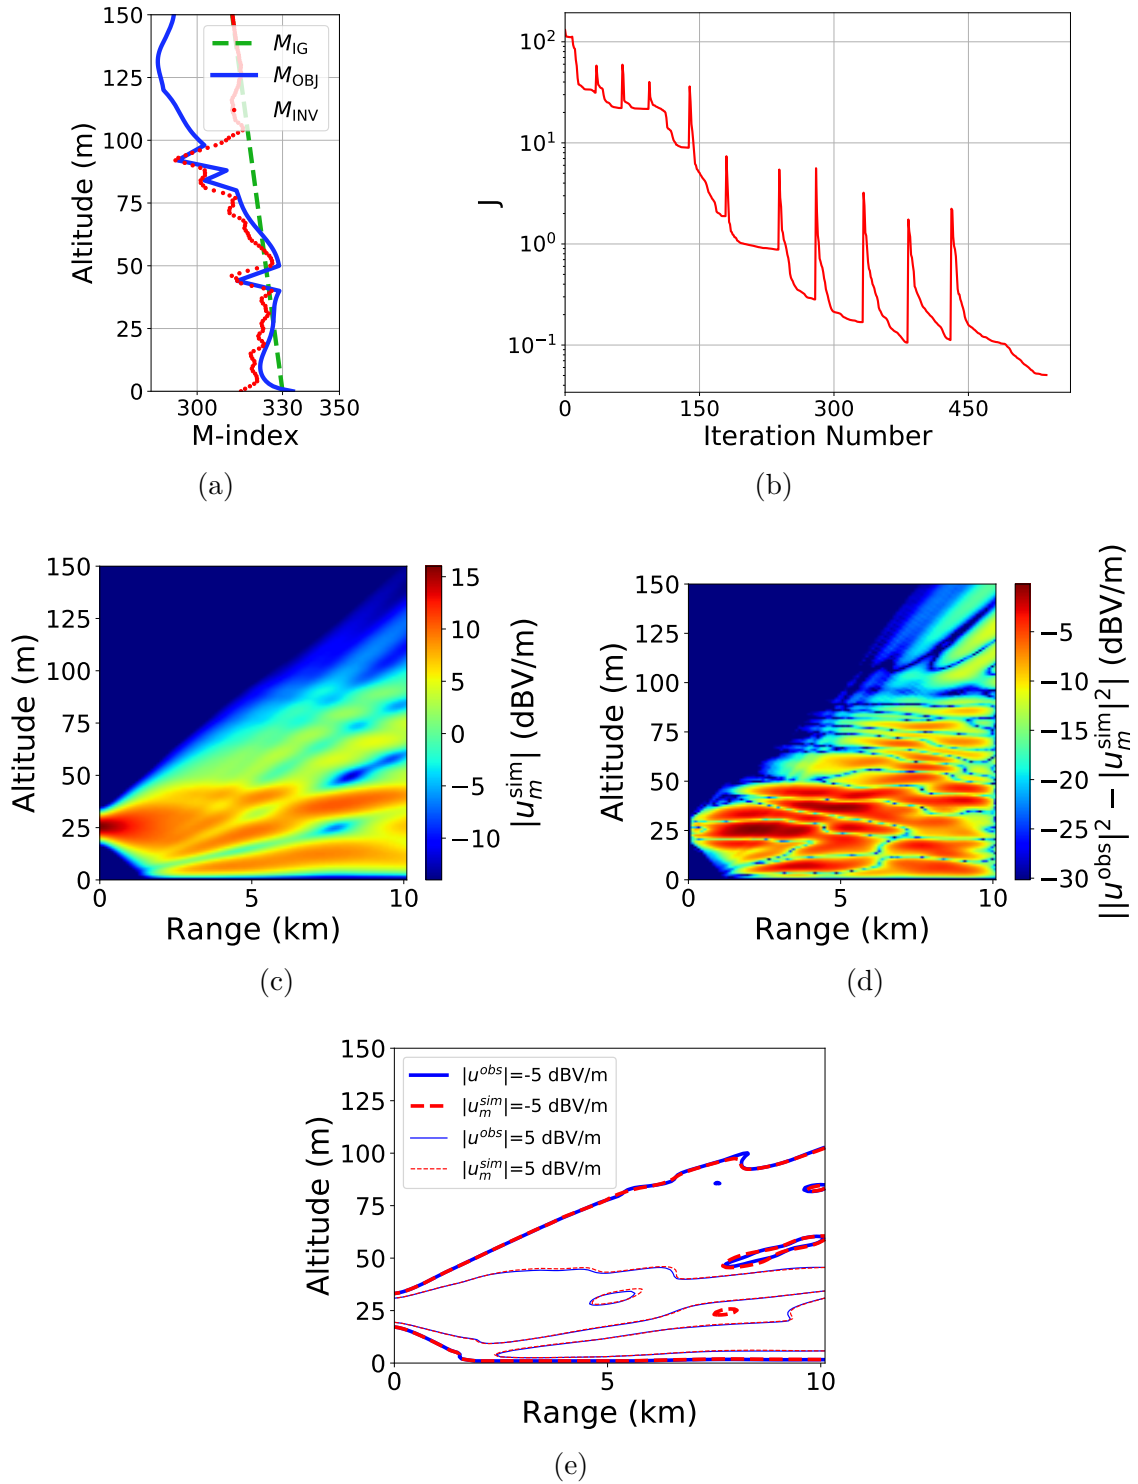 150
125
100
75
50
25
0
300
330
350
Altitude (m)
M-index
M_IG
M_OBJ
M_INV
(a)
10^2
10^1
10^0
10^−1
J
0
150
300
450
Iteration Number
(b)
150
125
100
75
50
25
0
Altitude (m)
0
5
10
Range (km)
15
10
5
0
−5
−10
|u_m^sim| (dBV/m)
(c)
150
125
100
75
50
25
0
Altitude (m)
0
5
10
Range (km)
−5
−10
−15
−20
−25
−30
||u^obs|^2 − |u_m^sim|^2| (dBV/m)
(d)
150
125
100
75
50
25
0
Altitude (m)
|u^obs|=-5 dBV/m
|u_m^sim|=-5 dBV/m
|u^obs|=5 dBV/m
|u_m^sim|=5 dBV/m
0
5
10
Range (km)
(e)